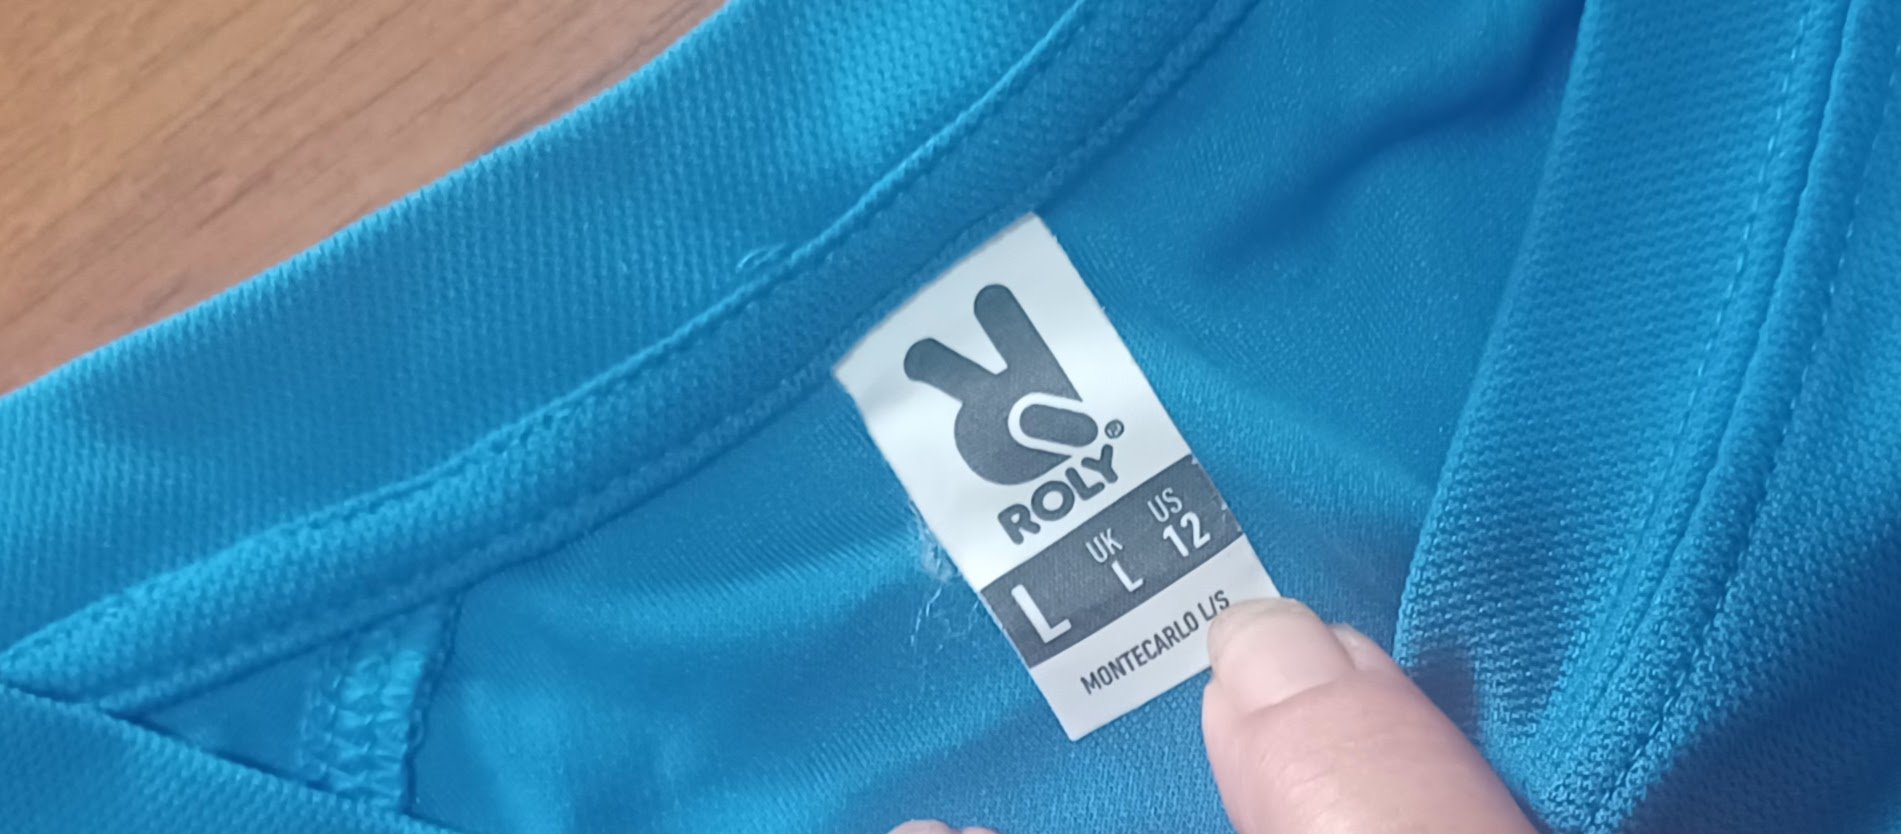 ROLY®
L UK L US 12
MONTECARLO L/S